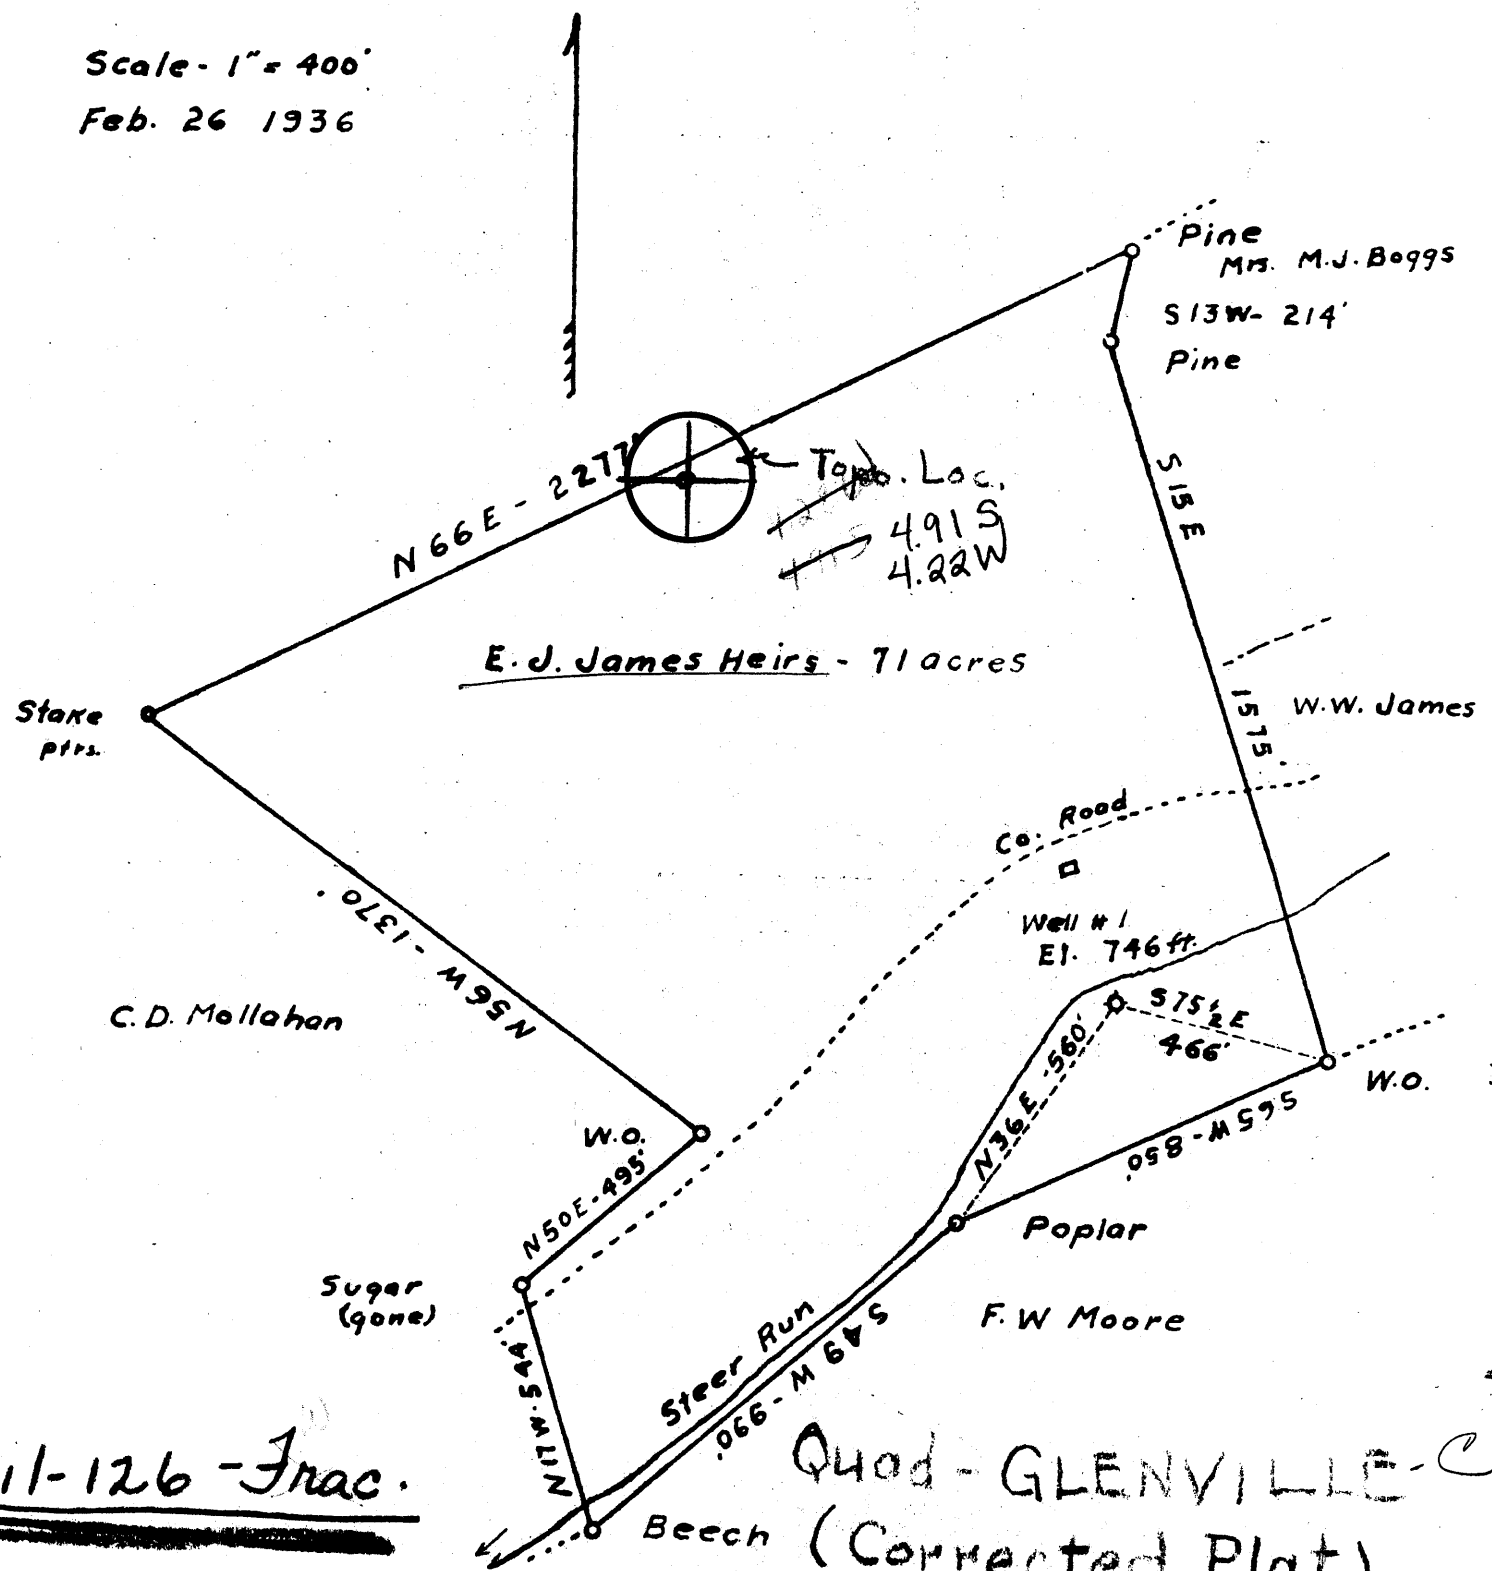 Scale - 1" = 400'
Feb. 26 1936
Pine
Mrs. M.J. Boggs
S13W- 214'
Pine
N66E - 2277'
Topo. Loc.
4.91 S
4.22W
S15E
1575'
E. J. James Heirs - 71 acres
Stake
ptrs.
W.W. James
Co. Road
N56W - 1370'
Well # 1
El. 746 ft.
C.D. Mollahan
S75½E
466'
N36E - 560'
W.O.
S65W - 850'
W.O.
N50E - 495'
Poplar
Sugar
(gone)
F.W Moore
Steer Run
S49W - 990'
N17W - 544'
Beech
-126 - Frac.
Quad - GLENVILLE -
(Corrected Plat)